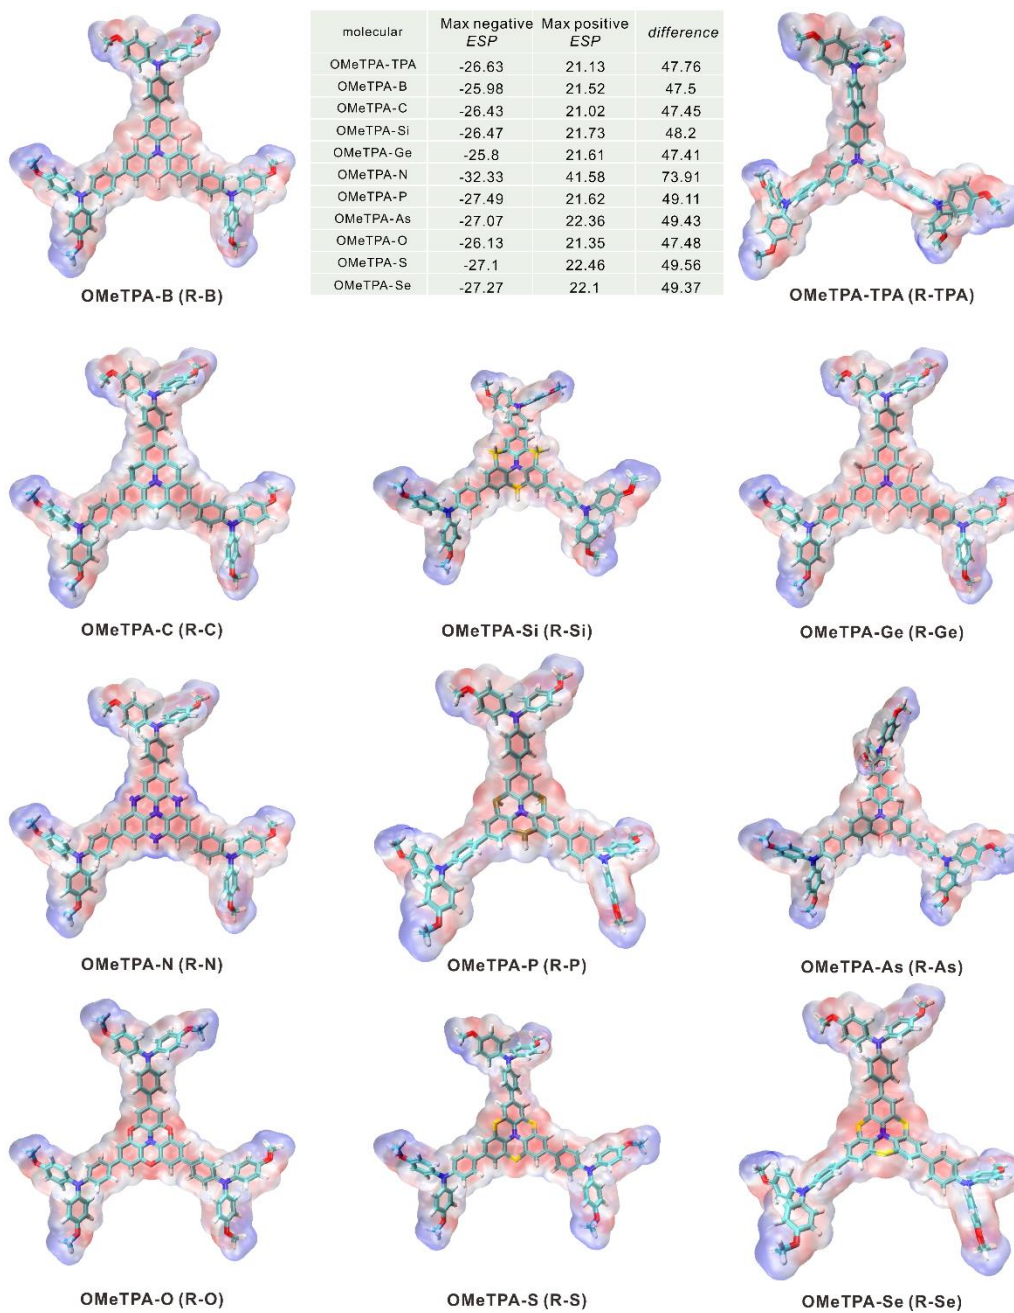 molecular Max negative ESP Max positive ESP difference
OMeTPA-TPA -26.63 21.13 47.76
OMeTPA-B -25.98 21.52 47.5
OMeTPA-C -26.43 21.02 47.45
OMeTPA-Si -26.47 21.73 48.2
OMeTPA-Ge -25.8 21.61 47.41
OMeTPA-N -32.33 41.58 73.91
OMeTPA-P -27.49 21.62 49.11
OMeTPA-As -27.07 22.36 49.43
OMeTPA-O -26.13 21.35 47.48
OMeTPA-S -27.1 22.46 49.56
OMeTPA-Se -27.27 22.1 49.37
OMeTPA-B (R-B)
OMeTPA-TPA (R-TPA)
OMeTPA-C (R-C)
OMeTPA-Si (R-Si)
OMeTPA-Ge (R-Ge)
OMeTPA-N (R-N)
OMeTPA-P (R-P)
OMeTPA-As (R-As)
OMeTPA-O (R-O)
OMeTPA-S (R-S)
OMeTPA-Se (R-Se)